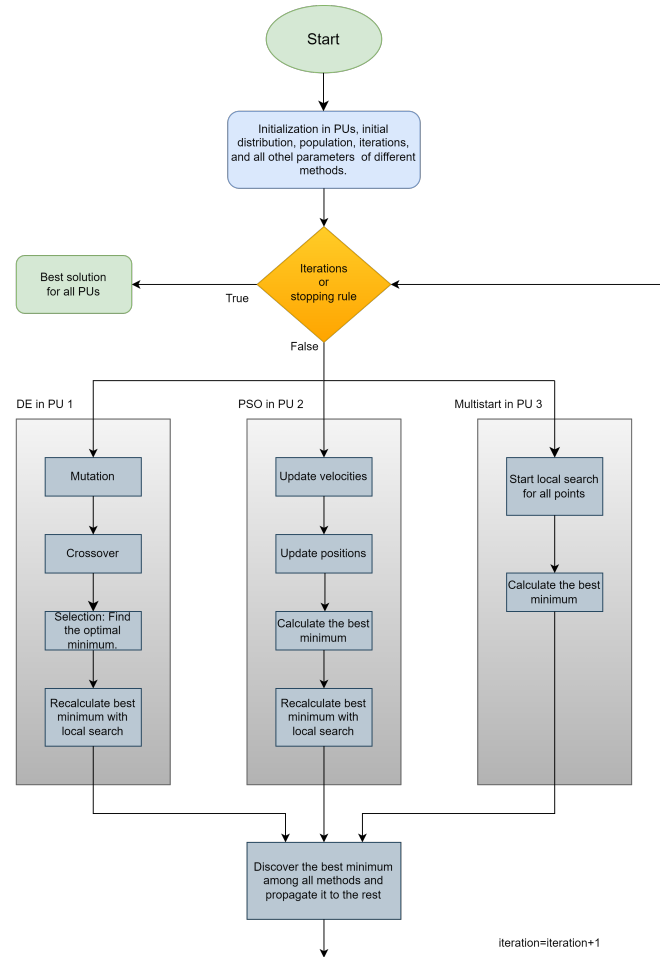 Start
Initialization in PUs, initial
distribution, population, iterations,
and all othel parameters of different
methods.
Iterations
or
stopping rule
Best solution
for all PUs
True
False
DE in PU 1
PSO in PU 2
Multistart in PU 3
Mutation
Crossover
Selection: Find
the optimal
minimum.
Recalculate best
minimum with
local search
Update velocities
Update positions
Calculate the best
minimum
Recalculate best
minimum with
local search
Start local search
for all points
Calculate the best
minimum
Discover the best minimum
among all methods and
propagate it to the rest
iteration=iteration+1